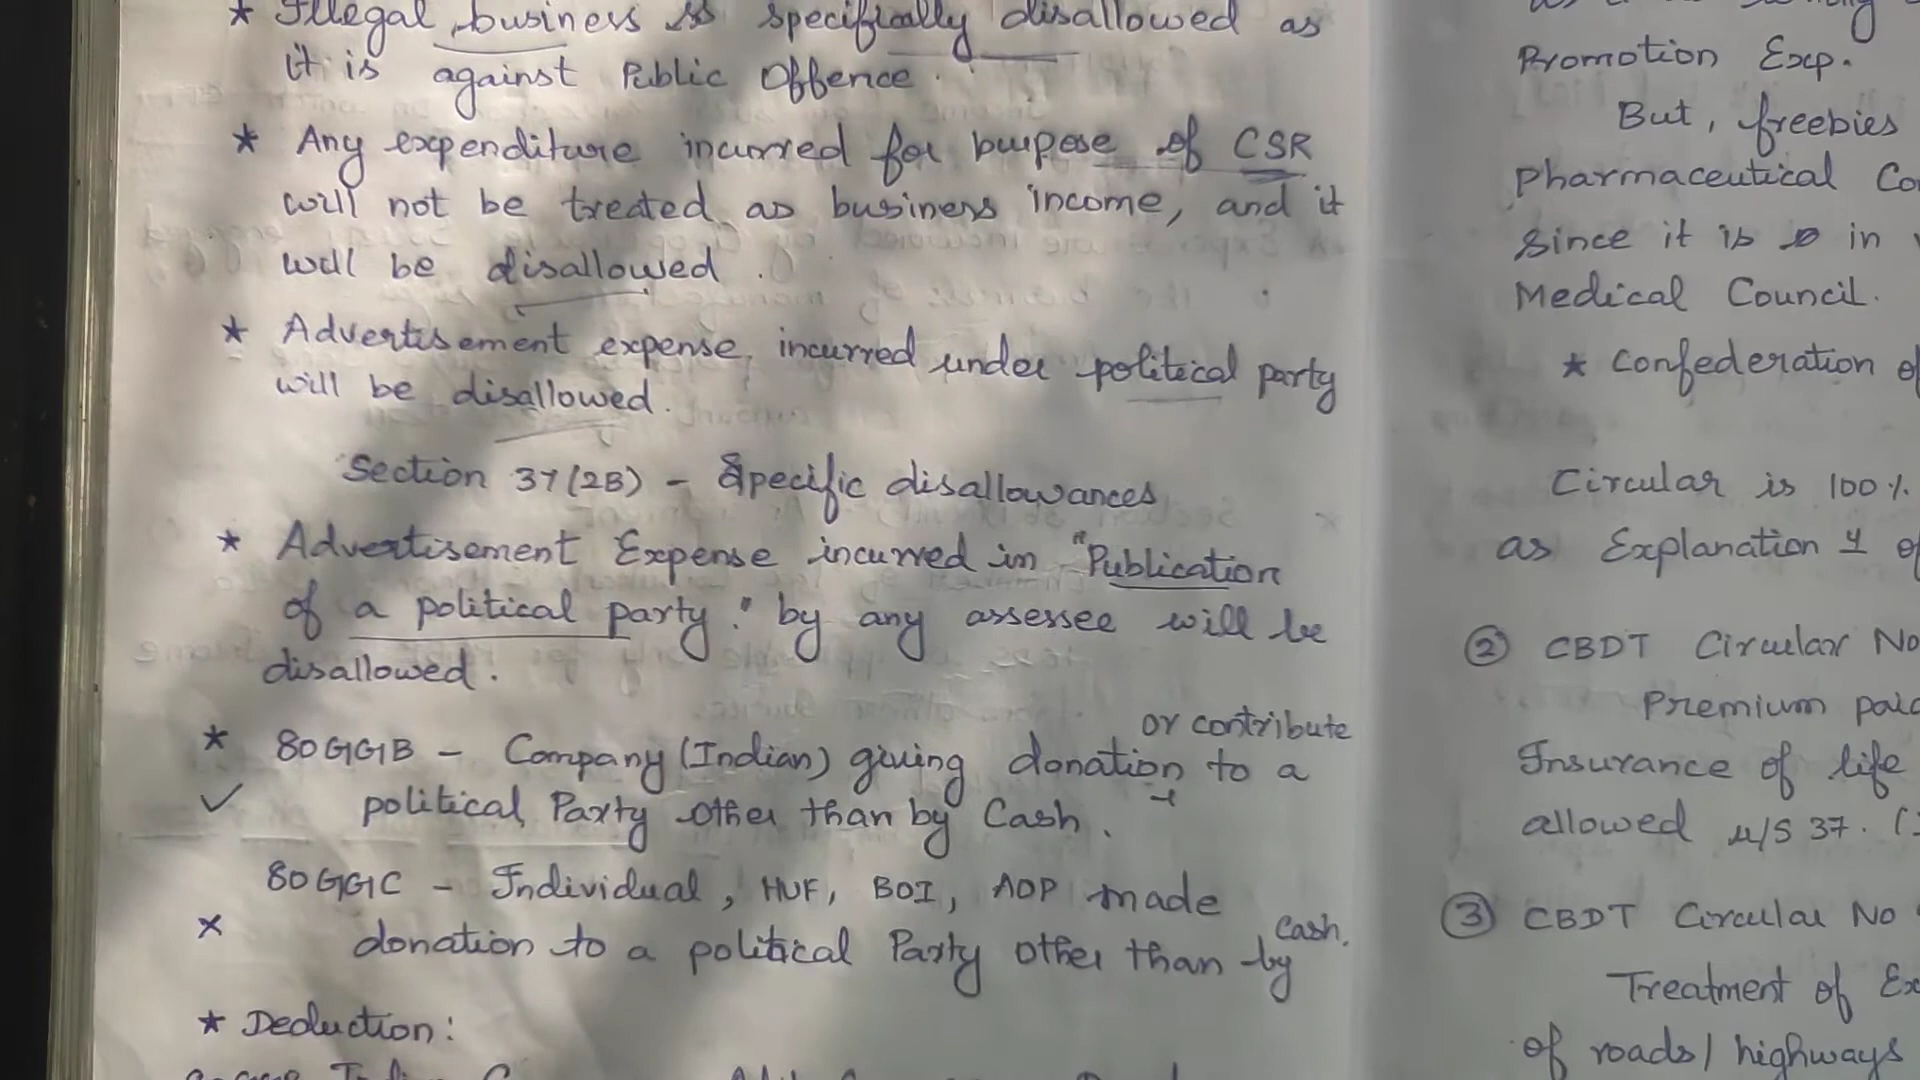 * Illegal business is specifically disallowed as
it is against Public Offence.
* Any expenditure incurred for burpose of CSR
will not be treated as business income, and it
will be disallowed.
* Advertisement expense incurred under political party
will be disallowed.
Section 37(2B) - Specific disallowances
* Advertisement Expense incurred in "Publication
of a political party." by any assessee will be
disallowed.
or contribute
* 80GGB - Company (Indian) giving donation to a
✓ political Party other than by Cash.
80GGC - Individual, HUF, BOI, AOP made
cash.
x donation to a political Party other than by
* Deduction:
Promotion Exp.
But, freebies
Pharmaceutical
Since it is in
Medical Council.
* Confederation
Circular is 100%.
as Explanation 1
② CBDT Circular No
Premium
Insurance of life
allowed u/s 37.
③ CBDT Circular No
Treatment of
of roads/highways